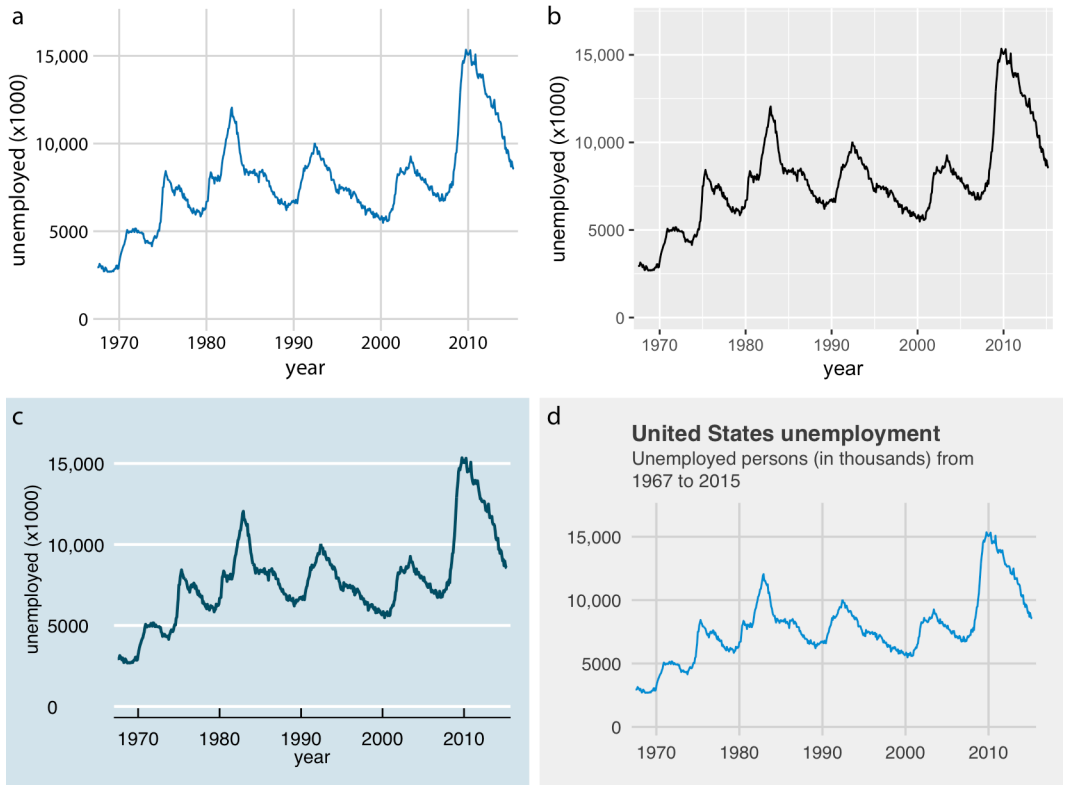 a
15,000
10,000
5000
0
unemployed (x1000)
1970 1980 1990 2000 2010
year
b
15,000
10,000
5000
0
unemployed (x1000)
1970 1980 1990 2000 2010
year
c
15,000
10,000
5000
0
unemployed (x1000)
1970 1980 1990 2000 2010
year
d
United States unemployment
Unemployed persons (in thousands) from
1967 to 2015
15,000
10,000
5000
0
1970 1980 1990 2000 2010